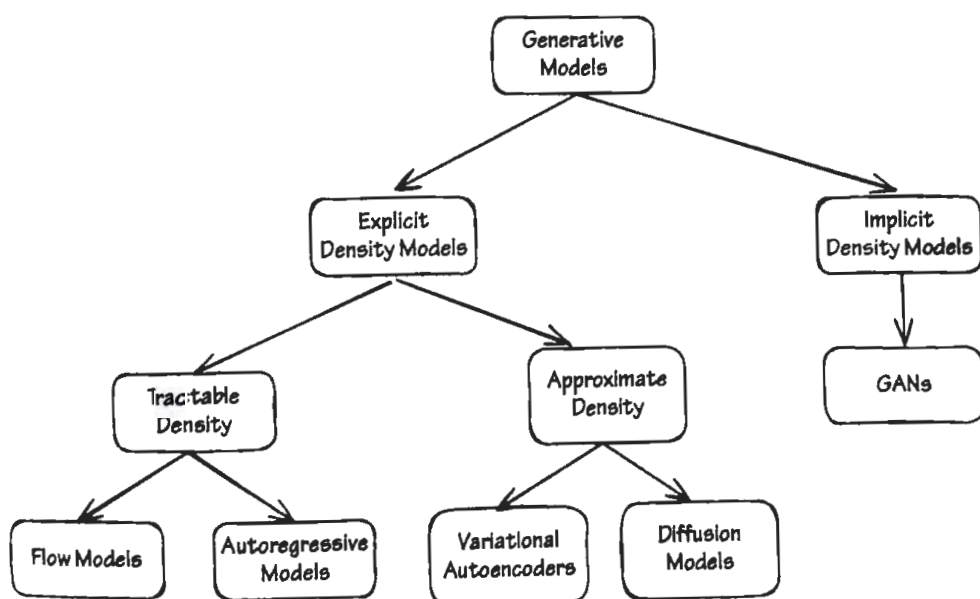 Generative
Models
Explicit
Density Models
Implicit
Density Models
Tractable
Density
Approximate
Density
GANs
Flow Models
Autoregressive
Models
Variational
Autoencoders
Diffusion
Models